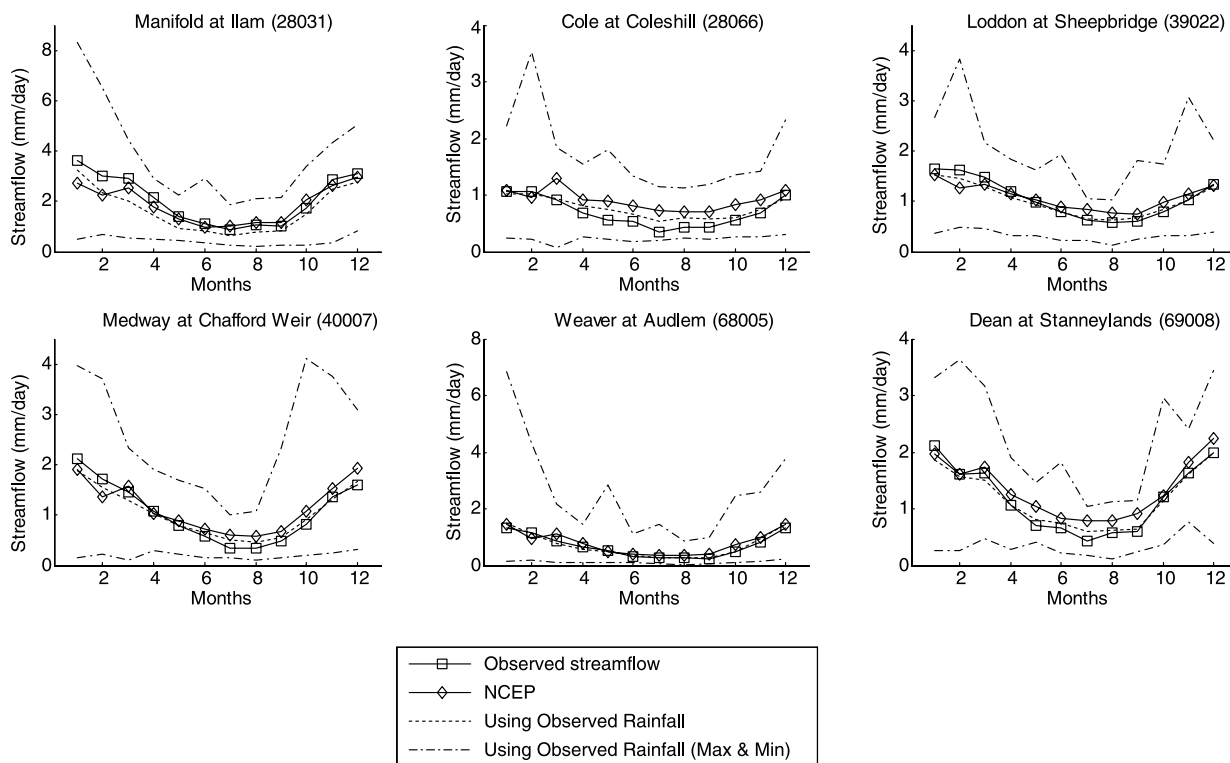 Manifold at Ilam (28031)
Streamflow (mm/day)
8
6
4
2
0
2 4 6 8 10 12
Months
Cole at Coleshill (28066)
Streamflow (mm/day)
4
3
2
1
0
2 4 6 8 10 12
Months
Loddon at Sheepbridge (39022)
Streamflow (mm/day)
4
3
2
1
0
2 4 6 8 10 12
Months
Medway at Chafford Weir (40007)
Streamflow (mm/day)
4
3
2
1
0
2 4 6 8 10 12
Months
Weaver at Audlem (68005)
Streamflow (mm/day)
8
6
4
2
0
2 4 6 8 10 12
Months
Dean at Stanneylands (69008)
Streamflow (mm/day)
4
3
2
1
0
2 4 6 8 10 12
Months
Observed streamflow
NCEP
Using Observed Rainfall
Using Observed Rainfall (Max & Min)